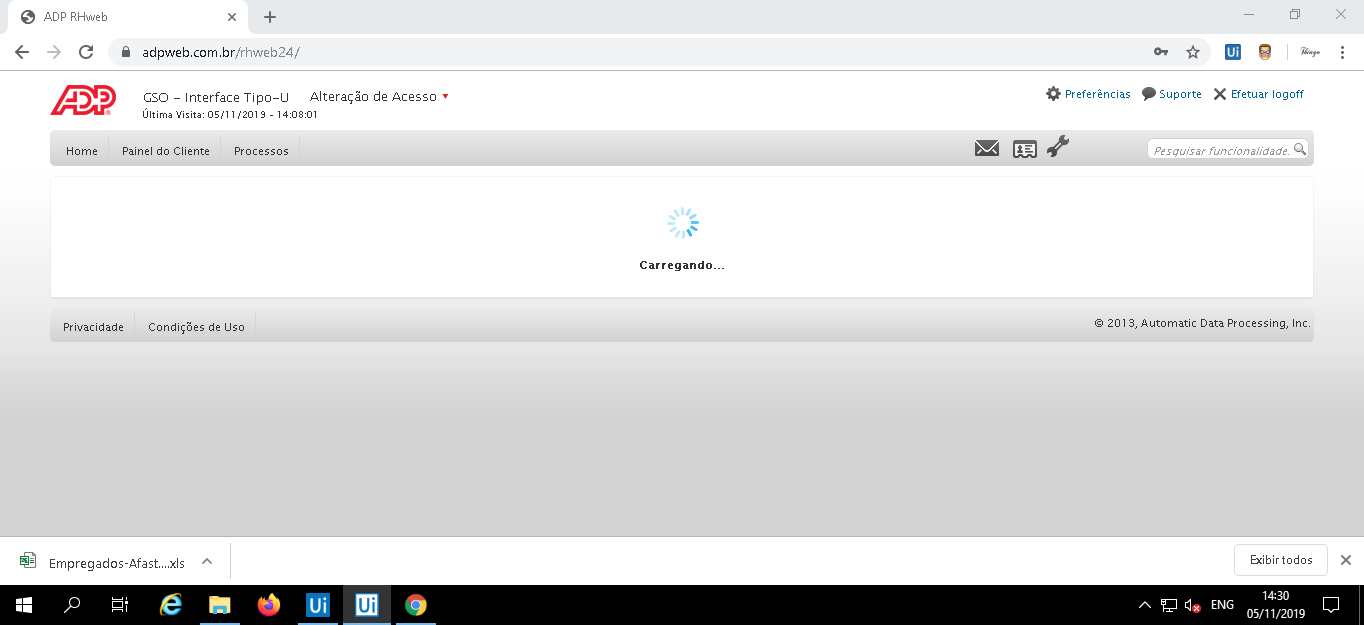 ADP RHweb
adpweb.com.br/rhweb24/
Ui
Thiago
ADP
GSO - Interface Tipo-U
Alteração de Acesso
Última Visita: 05/11/2019 - 14:08:01
Preferências
Suporte
Efetuar logoff
Home
Painel do Cliente
Processos
Pesquisar funcionalidade.
Carregando...
Privacidade
Condições de Uso
© 2013, Automatic Data Processing, Inc.
Empregados-Afast....xls
Exibir todos
Ui
Ui
ENG
14:30
05/11/2019